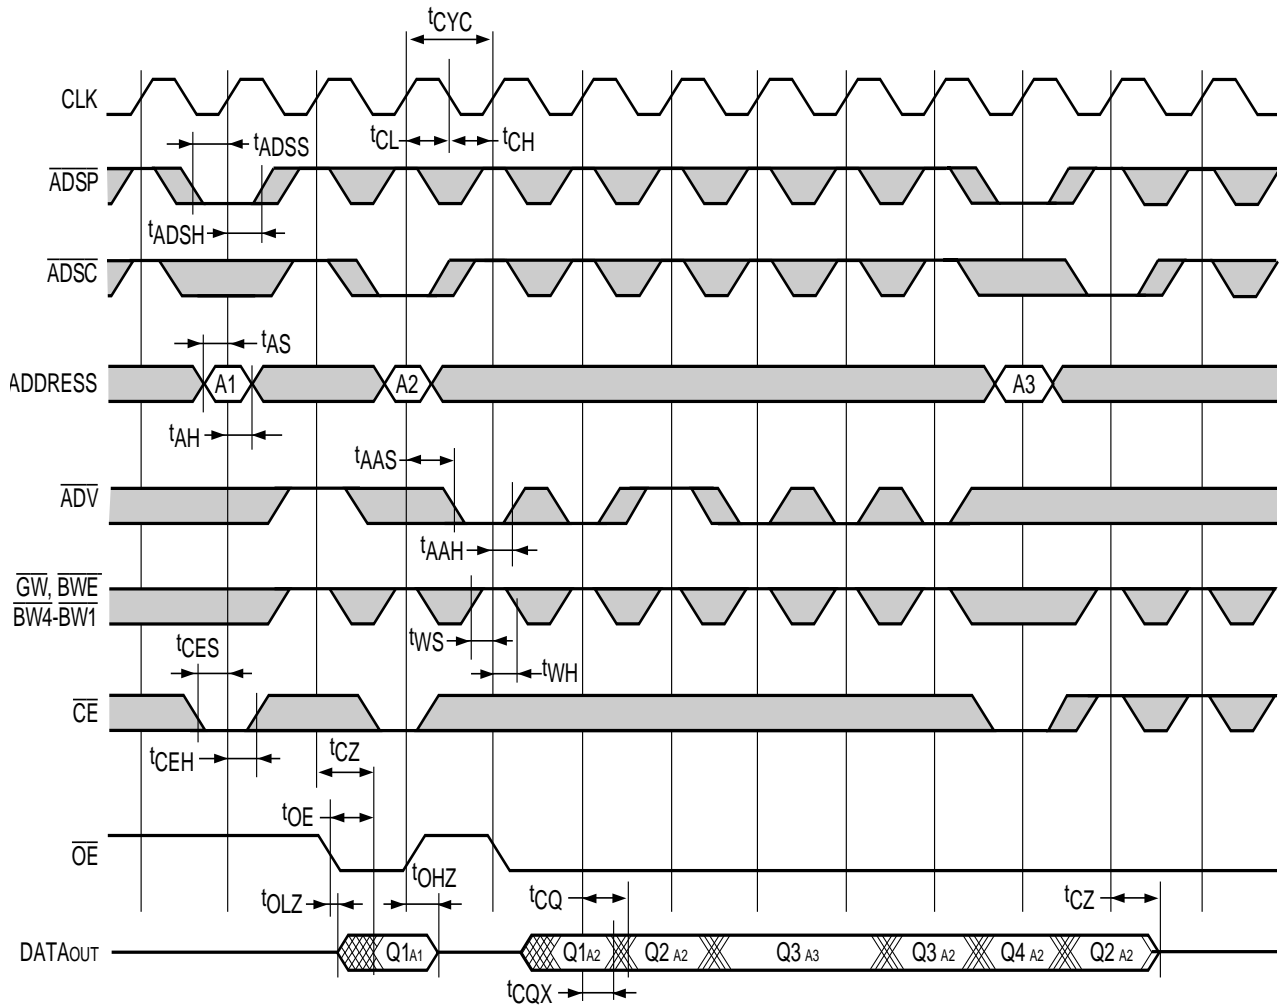 tCYC
CLK
tADSS
tCL
tCH
ADSP
tADSH
ADSC
tAS
ADDRESS
A1
A2
A3
tAH
tAAS
ADV
tAAH
GW, BWE
BW4-BW1
tCES
tWS
tWH
CE
tCEH
tCZ
tOE
OE
tOLZ
tOHZ
tCQ
tCZ
DATAOUT
Q1A1
Q1A2
Q2 A2
Q3 A3
Q3 A2
Q4 A2
Q2 A2
tCQX